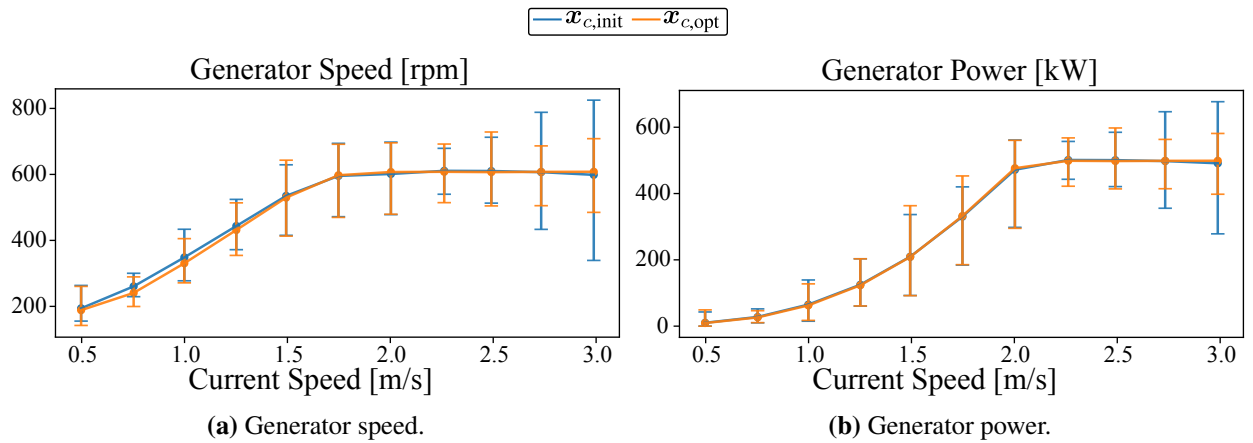 x_{c,init} x_{c,opt}
Generator Speed [rpm]
800
600
400
200
0.5 1.0 1.5 2.0 2.5 3.0
Current Speed [m/s]
(a) Generator speed.
Generator Power [kW]
600
400
200
0
0.5 1.0 1.5 2.0 2.5 3.0
Current Speed [m/s]
(b) Generator power.